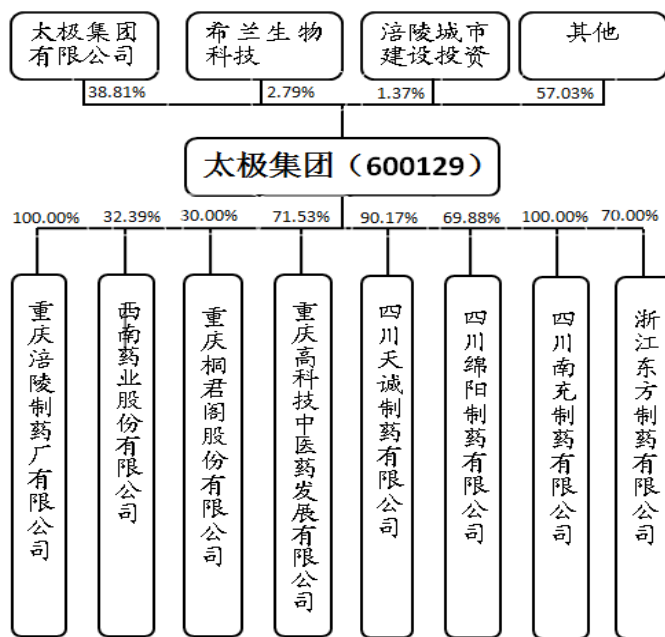 太极集团
有限公司
希兰生物
科技
涪陵城市
建设投资
其他
38.81%
2.79%
1.37%
57.03%
太极集团（600129）
100.00%
32.39%
30.00%
71.53%
90.17%
69.88%
100.00%
70.00%
重庆涪陵制药厂有限公司
西南药业股份有限公司
重庆桐君阁股份有限公司
重庆高科技中医药发展有限公司
四川天诚制药有限公司
四川绵阳制药有限公司
四川南充制药有限公司
浙江东方制药有限公司